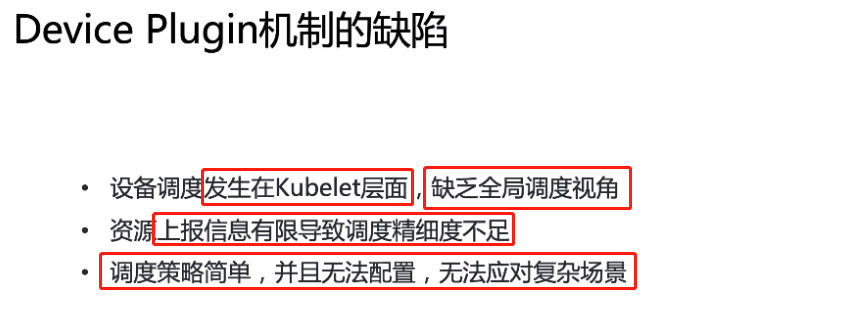 Device Plugin机制的缺陷
• 设备调度发生在Kubelet层面，缺乏全局调度视角
• 资源上报信息有限导致调度精细度不足
• 调度策略简单，并且无法配置，无法应对复杂场景